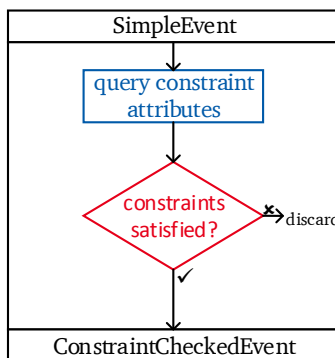 SimpleEvent
query constraint
attributes
constraints
satisfied?
✘
discard
✓
ConstraintCheckedEvent